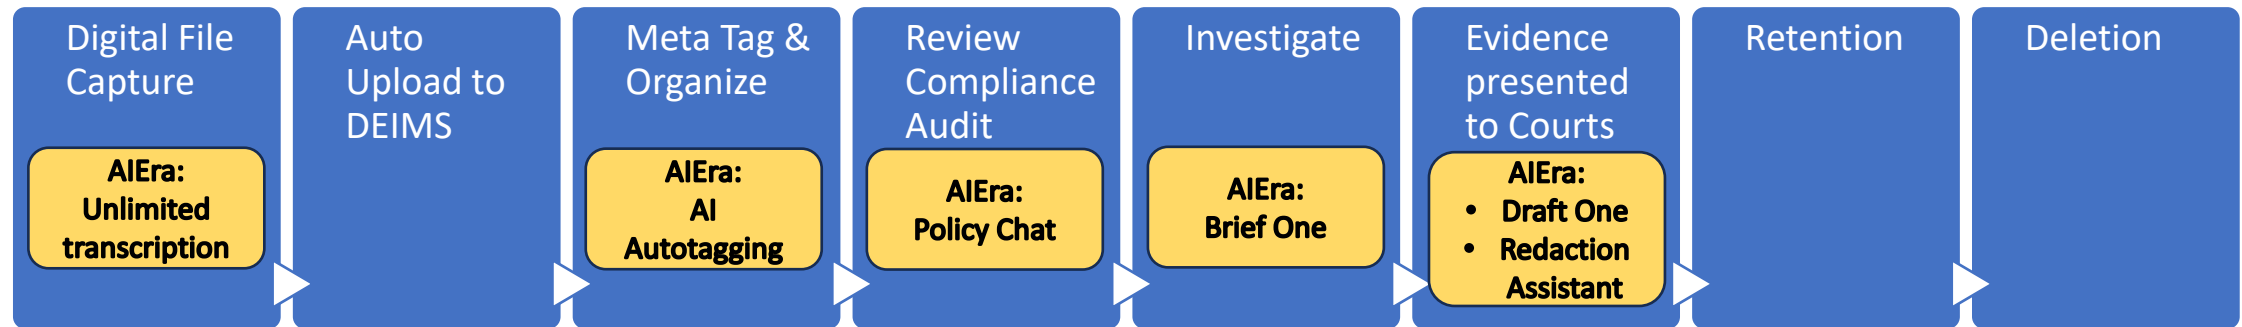 Digital File
Capture
AIEra:
Unlimited
transcription
Auto
Upload to
DEIMS
Meta Tag &
Organize
AIEra:
AI
Autotagging
Review
Compliance
Audit
AIEra:
Policy Chat
Investigate
AIEra:
Brief One
Evidence
presented
to Courts
AIEra:
• Draft One
• Redaction
Assistant
Retention
Deletion